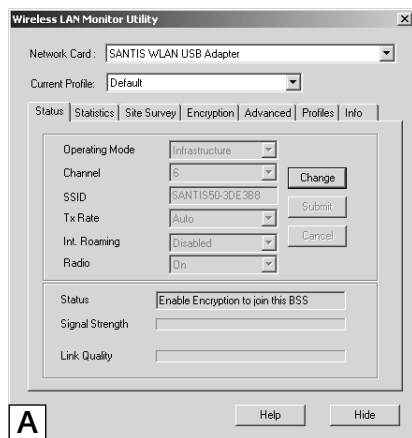 Wireless LAN Monitor Utility
Network Card : SANTIS WLAN USB Adapter
Current Profile: Default
Status Statistics Site Survey Encryption Advanced Profiles Info
Operating Mode Infrastructure
Channel 6 Change
SSID SANTIS50-3DE3B8 Submit
Tx Rate Auto
Int. Roaming Disabled Cancel
Radio On
Status Enable Encryption to join this BSS
Signal Strength
Link Quality
A Help Hide